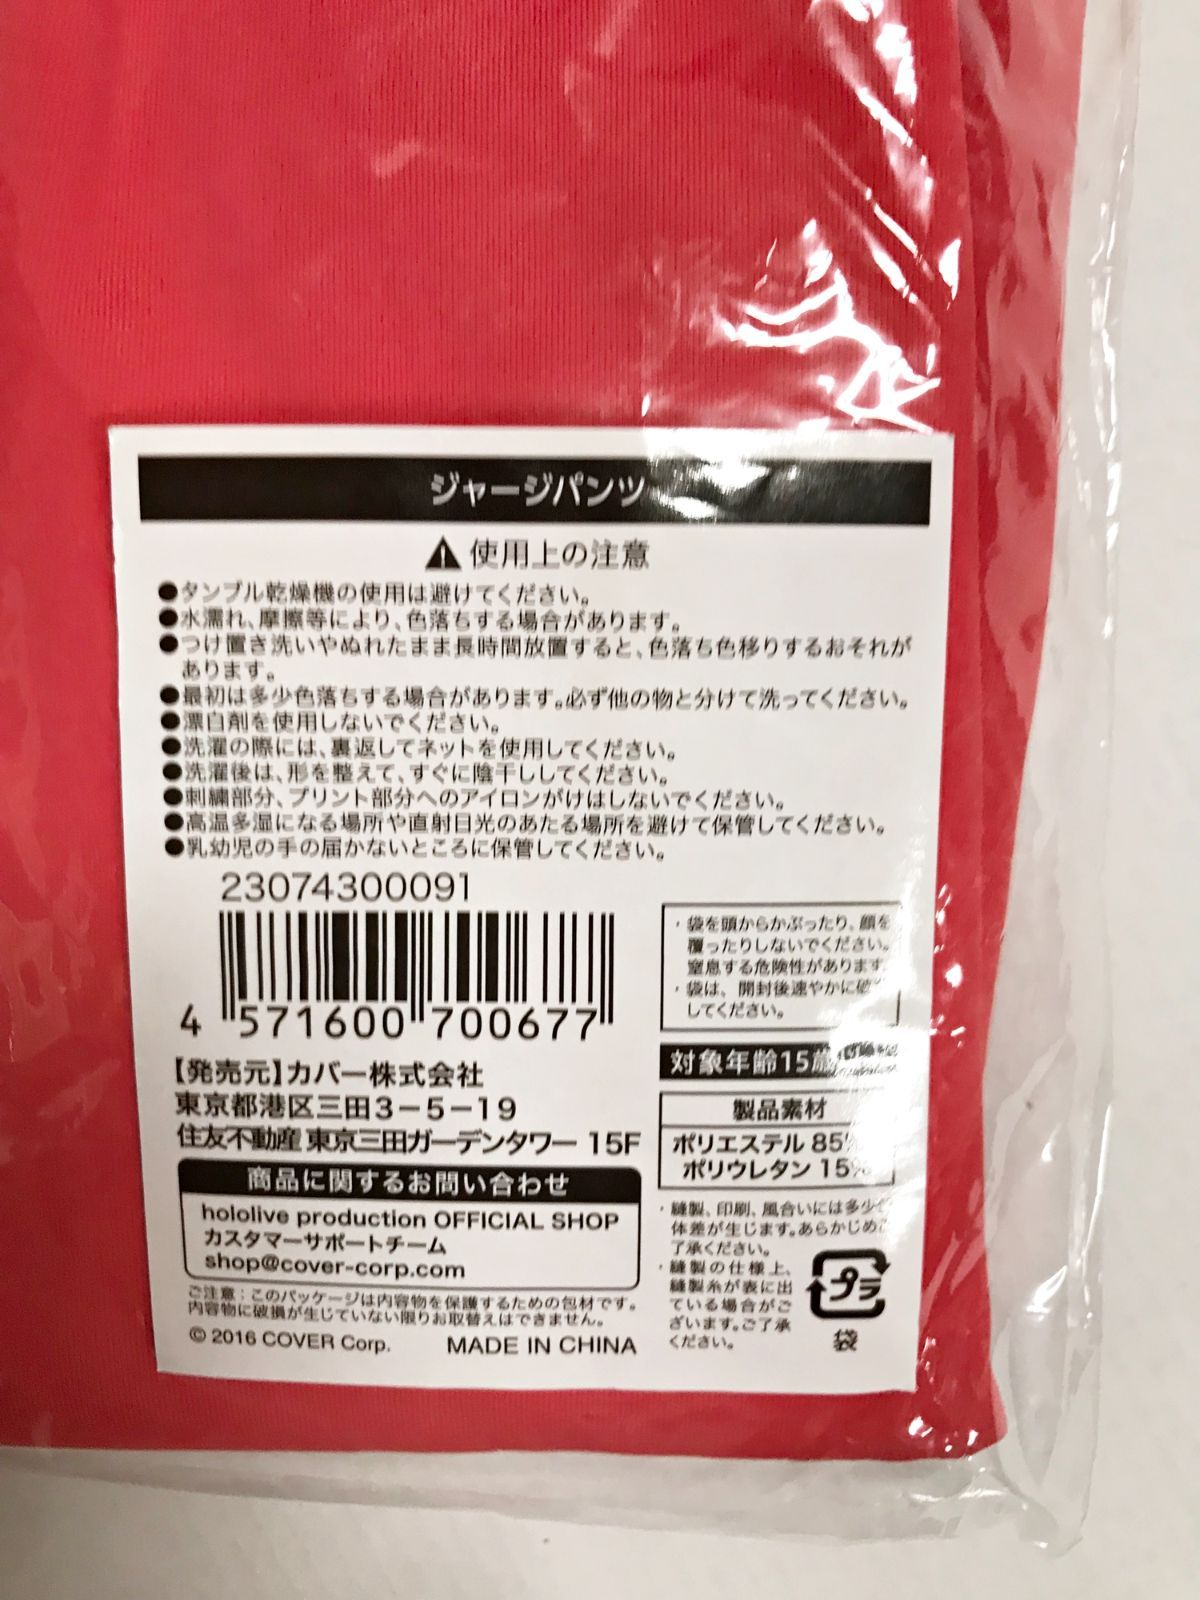 ジャージパンツ
使用上の注意
●タンブル乾燥機の使用は避けてください。
●水濡れ、摩擦等により、色落ちする場合があります。
●つけ置き洗いやぬれたまま長時間放置すると、色落ち色移りするおそれが
あります。
●最初は多少色落ちする場合があります。必ず他の物と分けて洗ってください。
●漂白剤を使用しないでください。
●洗濯の際には、裏返してネットを使用してください。
●洗濯後は、形を整えて、すぐに陰干ししてください。
●刺繍部分、プリント部分へのアイロンがけはしないでください。
●高温多湿になる場所や直射日光のあたる場所を避けて保管してください。
●乳幼児の手の届かないところに保管してください。
23074300091
4 571600 700677
【発売元】カバー株式会社
東京都港区三田3-5-19
住友不動産 東京三田ガーデンタワー 15F
商品に関するお問い合わせ
hololive production OFFICIAL SHOP
カスタマーサポートチーム
shop@cover-corp.com
ご注意：このパッケージは内容物を保護するための包材です。
内容物に破損が生じていない限りお取替えはできません。
© 2016 COVER Corp. MADE IN CHINA
・袋を頭からかぶったり、顔を
覆ったりしないでください。
窒息する危険性があります
・袋は、開封後速やかに
してください。
対象年齢15歳
製品素材
ポリエステル 85%
ポリウレタン 15%
・縫製、印刷、風合いには多少
体差が生じます。あらかじめ
了承ください。
・縫製の仕様上、
縫製糸が表に出
ている場合がご
ざいます。ご了承
ください。
プラ
袋